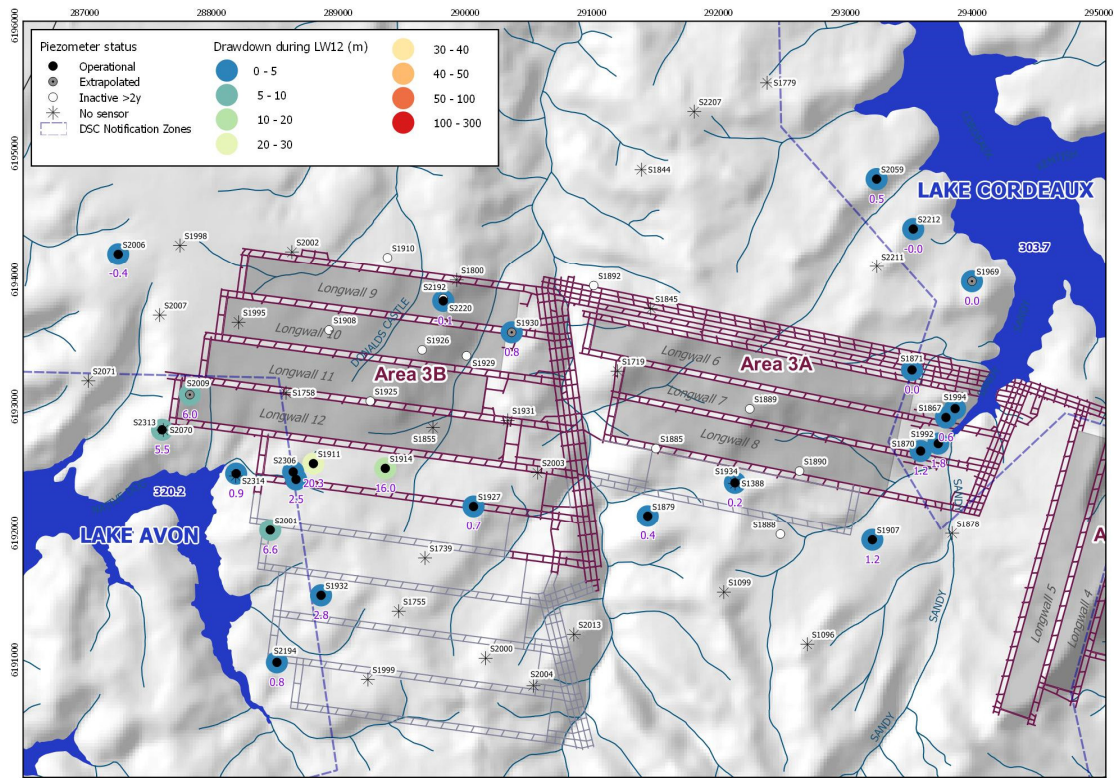 287000 288000 289000 290000 291000 292000 293000 294000 295000
6196000
6195000
6194000
6193000
6192000
6191000
Piezometer status
Operational
Extrapolated
Inactive >2y
No sensor
DSC Notification Zones
Drawdown during LW12 (m)
0 - 5
5 - 10
10 - 20
20 - 30
30 - 40
40 - 50
50 - 100
100 - 300
S1779
S2207
S1844
S2059
0.5
LAKE CORDEAUX
303.7
S2212
-0.0
S2211
S1969
0.0
S2006
-0.4
S1998
S2002
S1910
S1800
S2192
S2220
-0.1
S1892
S1845
S2007
S1995
S1908
Longwall 9
Longwall 10
DONALDS CASTLE
S1926
S1929
S1930
0.8
Longwall 6
Area 3A
S1871
0.0
S2071
S2009
6.0
Longwall 11
Area 3B
S1758
S1925
S1719
Longwall 7
S1889
S1994
S1867
0.6
S2313
S2070
5.5
Longwall 12
S1855
S1931
S1885
Longwall 8
S1992
S1870
1.8
1.2
S2306
S1911
20.3
2.5
S1914
16.0
S2003
S1890
S1934
S1388
0.2
S2314
0.9
320.2
LAKE AVON
S1927
0.7
S1879
0.4
S1888
S1907
1.2
S1878
SANDY
S2001
6.6
S1739
S1932
2.8
S1755
S1099
S2013
S1096
SANDY
Longwall 5
Longwall 4
A
S2194
0.8
S1999
S2000
S2004
SANDY